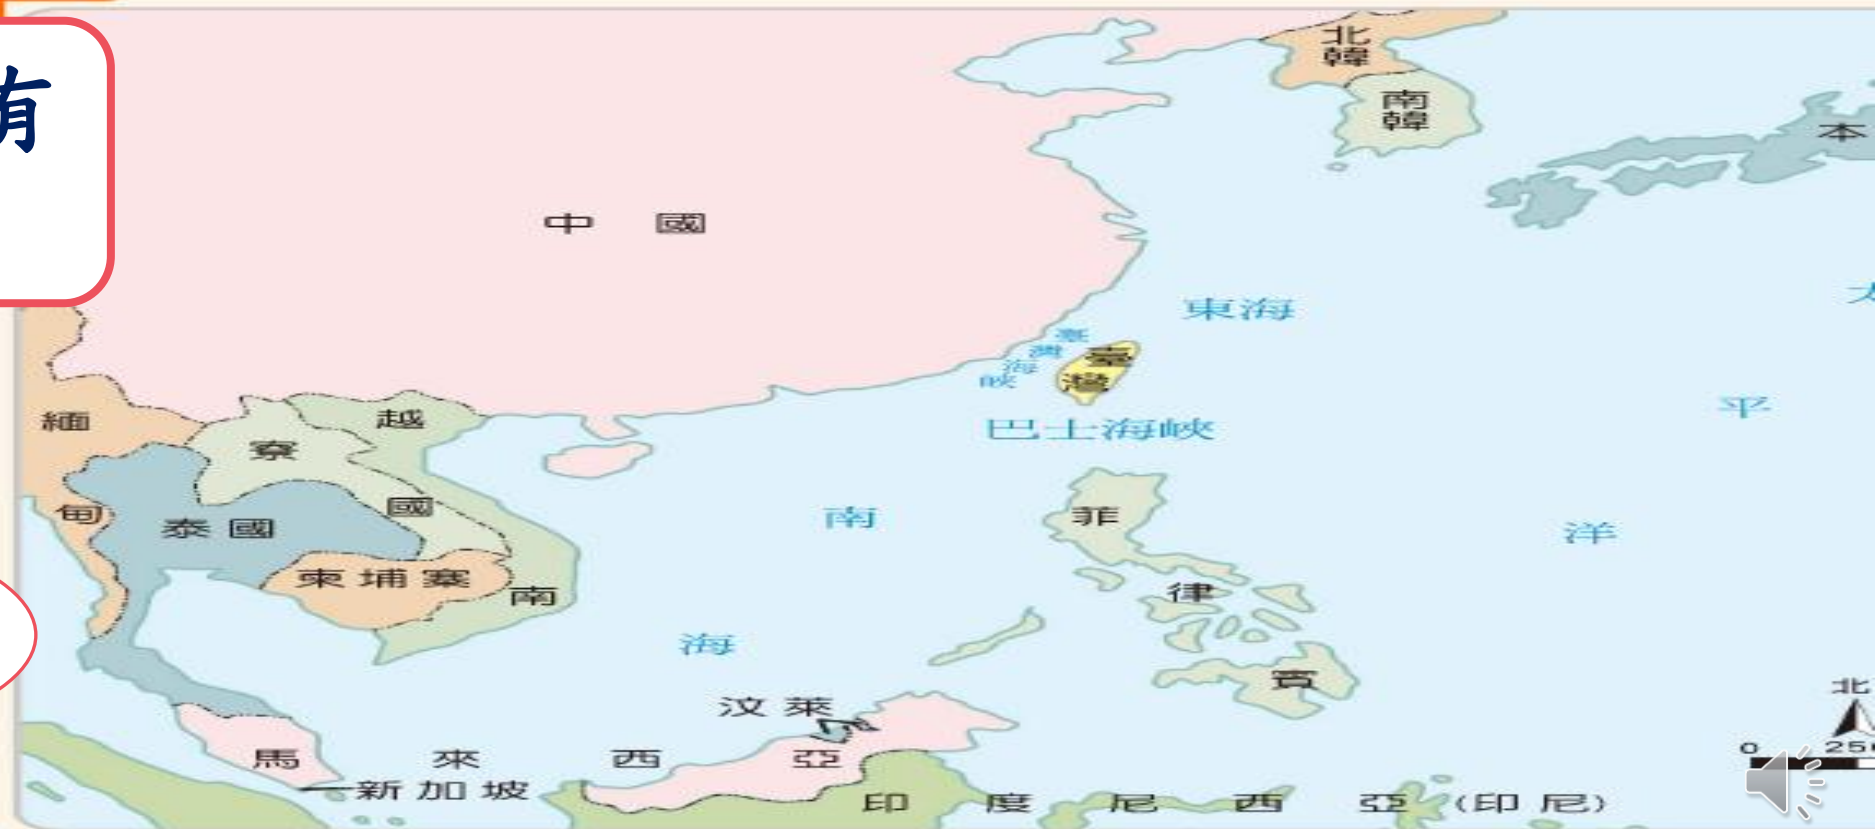 北韓
南韓
本
中國
東海
臺灣海峽
臺灣
巴士海峽
緬甸
寮國
越南
泰國
柬埔寨
南海
平洋
菲律賓
汶萊
馬來西亞
新加坡
印度尼西亞(印尼)
北
0